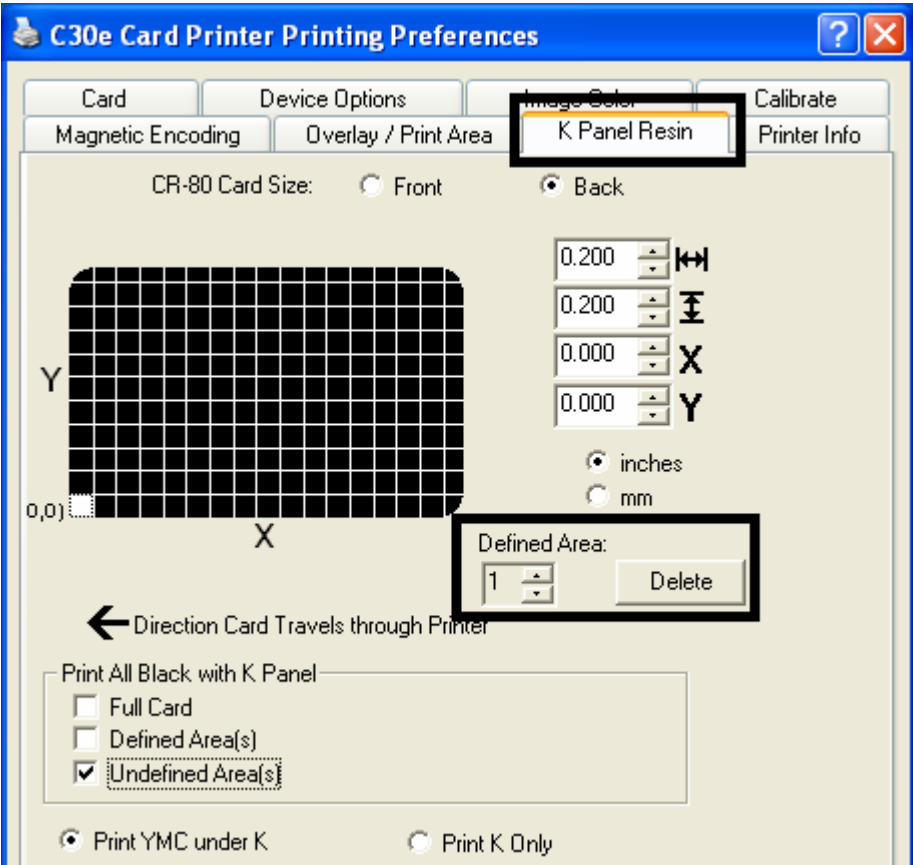 C30e Card Printer Printing Preferences
Card Device Options Image Color Calibrate
Magnetic Encoding Overlay / Print Area K Panel Resin Printer Info
CR-80 Card Size: Front Back
0.200
0.200
0.000 X
Y
0.000 Y
inches
mm
0,0)
X
Defined Area:
1 Delete
Direction Card Travels through Printer
Print All Black with K Panel
Full Card
Defined Area(s)
Undefined Area(s)
Print YMC under K Print K Only